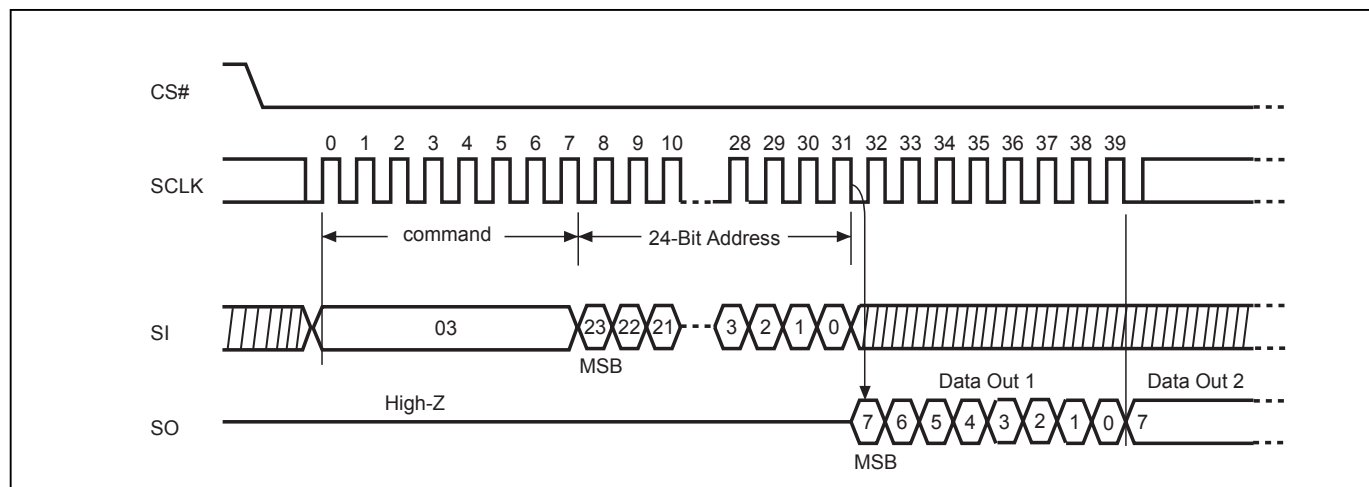 CS#
0 1 2 3 4 5 6 7 8 9 10 28 29 30 31 32 33 34 35 36 37 38 39
SCLK
command 24-Bit Address
SI 03 23 22 21 3 2 1 0
MSB
Data Out 1 Data Out 2
High-Z
SO 7 6 5 4 3 2 1 0 7
MSB